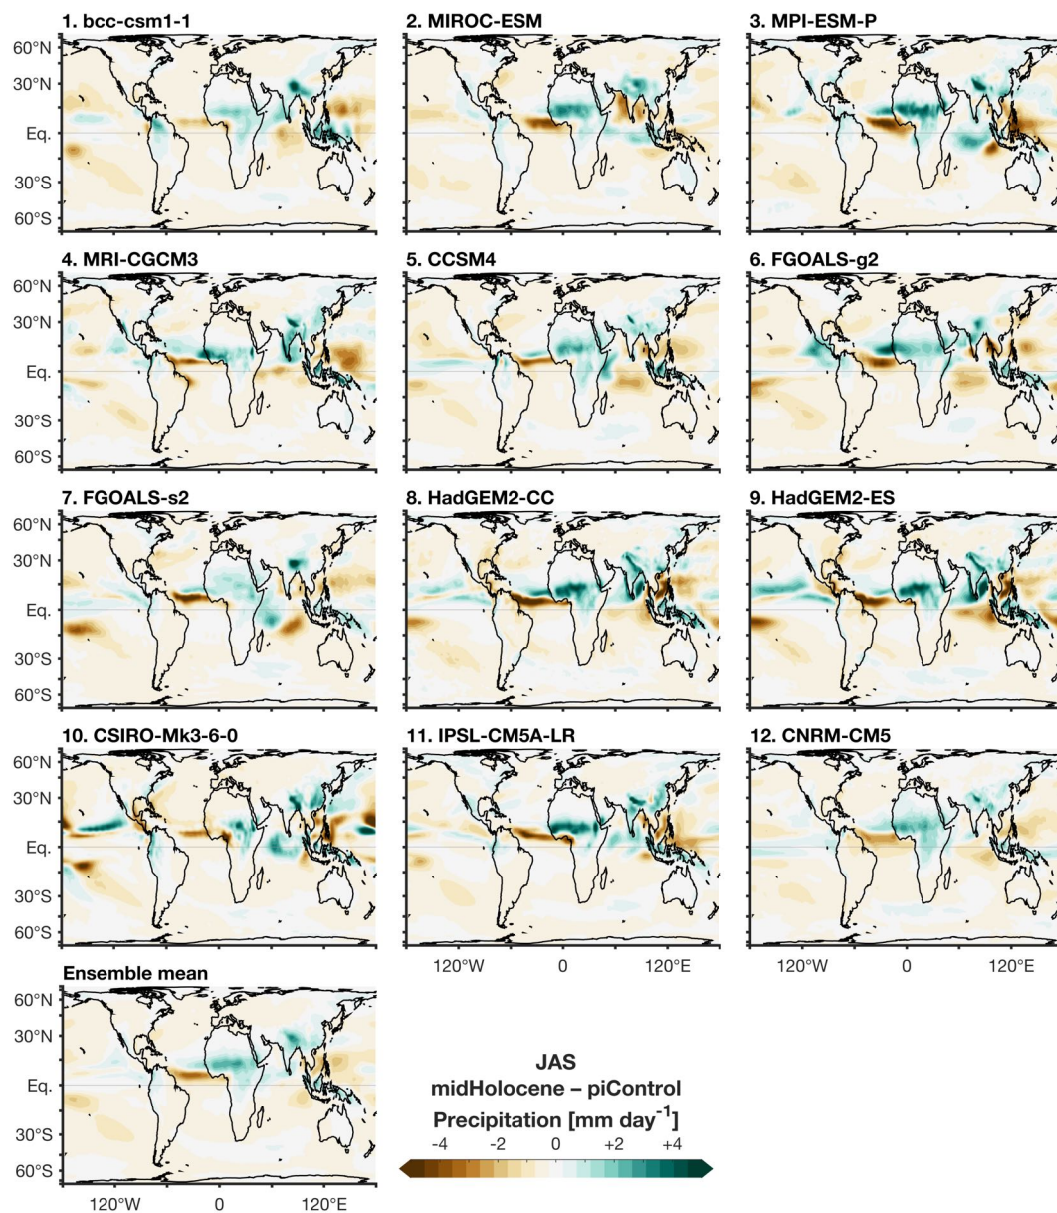 1. bcc-csm1-1
2. MIROC-ESM
3. MPI-ESM-P
60°N
30°N
Eq.
30°S
60°S
4. MRI-CGCM3
5. CCSM4
6. FGOALS-g2
60°N
30°N
Eq.
30°S
60°S
7. FGOALS-s2
8. HadGEM2-CC
9. HadGEM2-ES
60°N
30°N
Eq.
30°S
60°S
10. CSIRO-Mk3-6-0
11. IPSL-CM5A-LR
12. CNRM-CM5
60°N
30°N
Eq.
30°S
60°S
120°W 0 120°E
120°W 0 120°E
Ensemble mean
60°N
30°N
Eq.
30°S
60°S
120°W 0 120°E
JAS
midHolocene – piControl
Precipitation [mm day⁻¹]
-4 -2 0 +2 +4